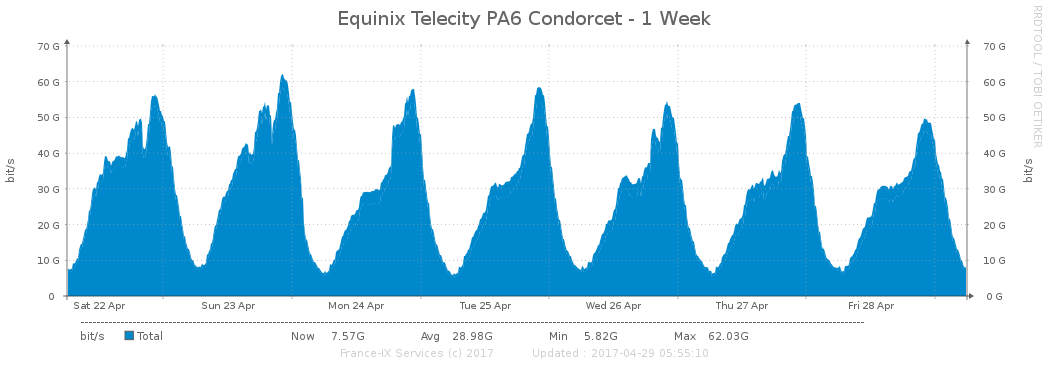 Equinix Telecity PA6 Condorcet - 1 Week
RRDTOOL / TOBI OETIKER
bit/s
70 G
60 G
50 G
40 G
30 G
20 G
10 G
0
70 G
60 G
50 G
40 G
30 G
20 G
10 G
0 G
bit/s
Sat 22 Apr Sun 23 Apr Mon 24 Apr Tue 25 Apr Wed 26 Apr Thu 27 Apr Fri 28 Apr
bit/s Total Now 7.57G Avg 28.98G Min 5.82G Max 62.03G
France-IX Services (c) 2017 Updated : 2017-04-29 05:55:10